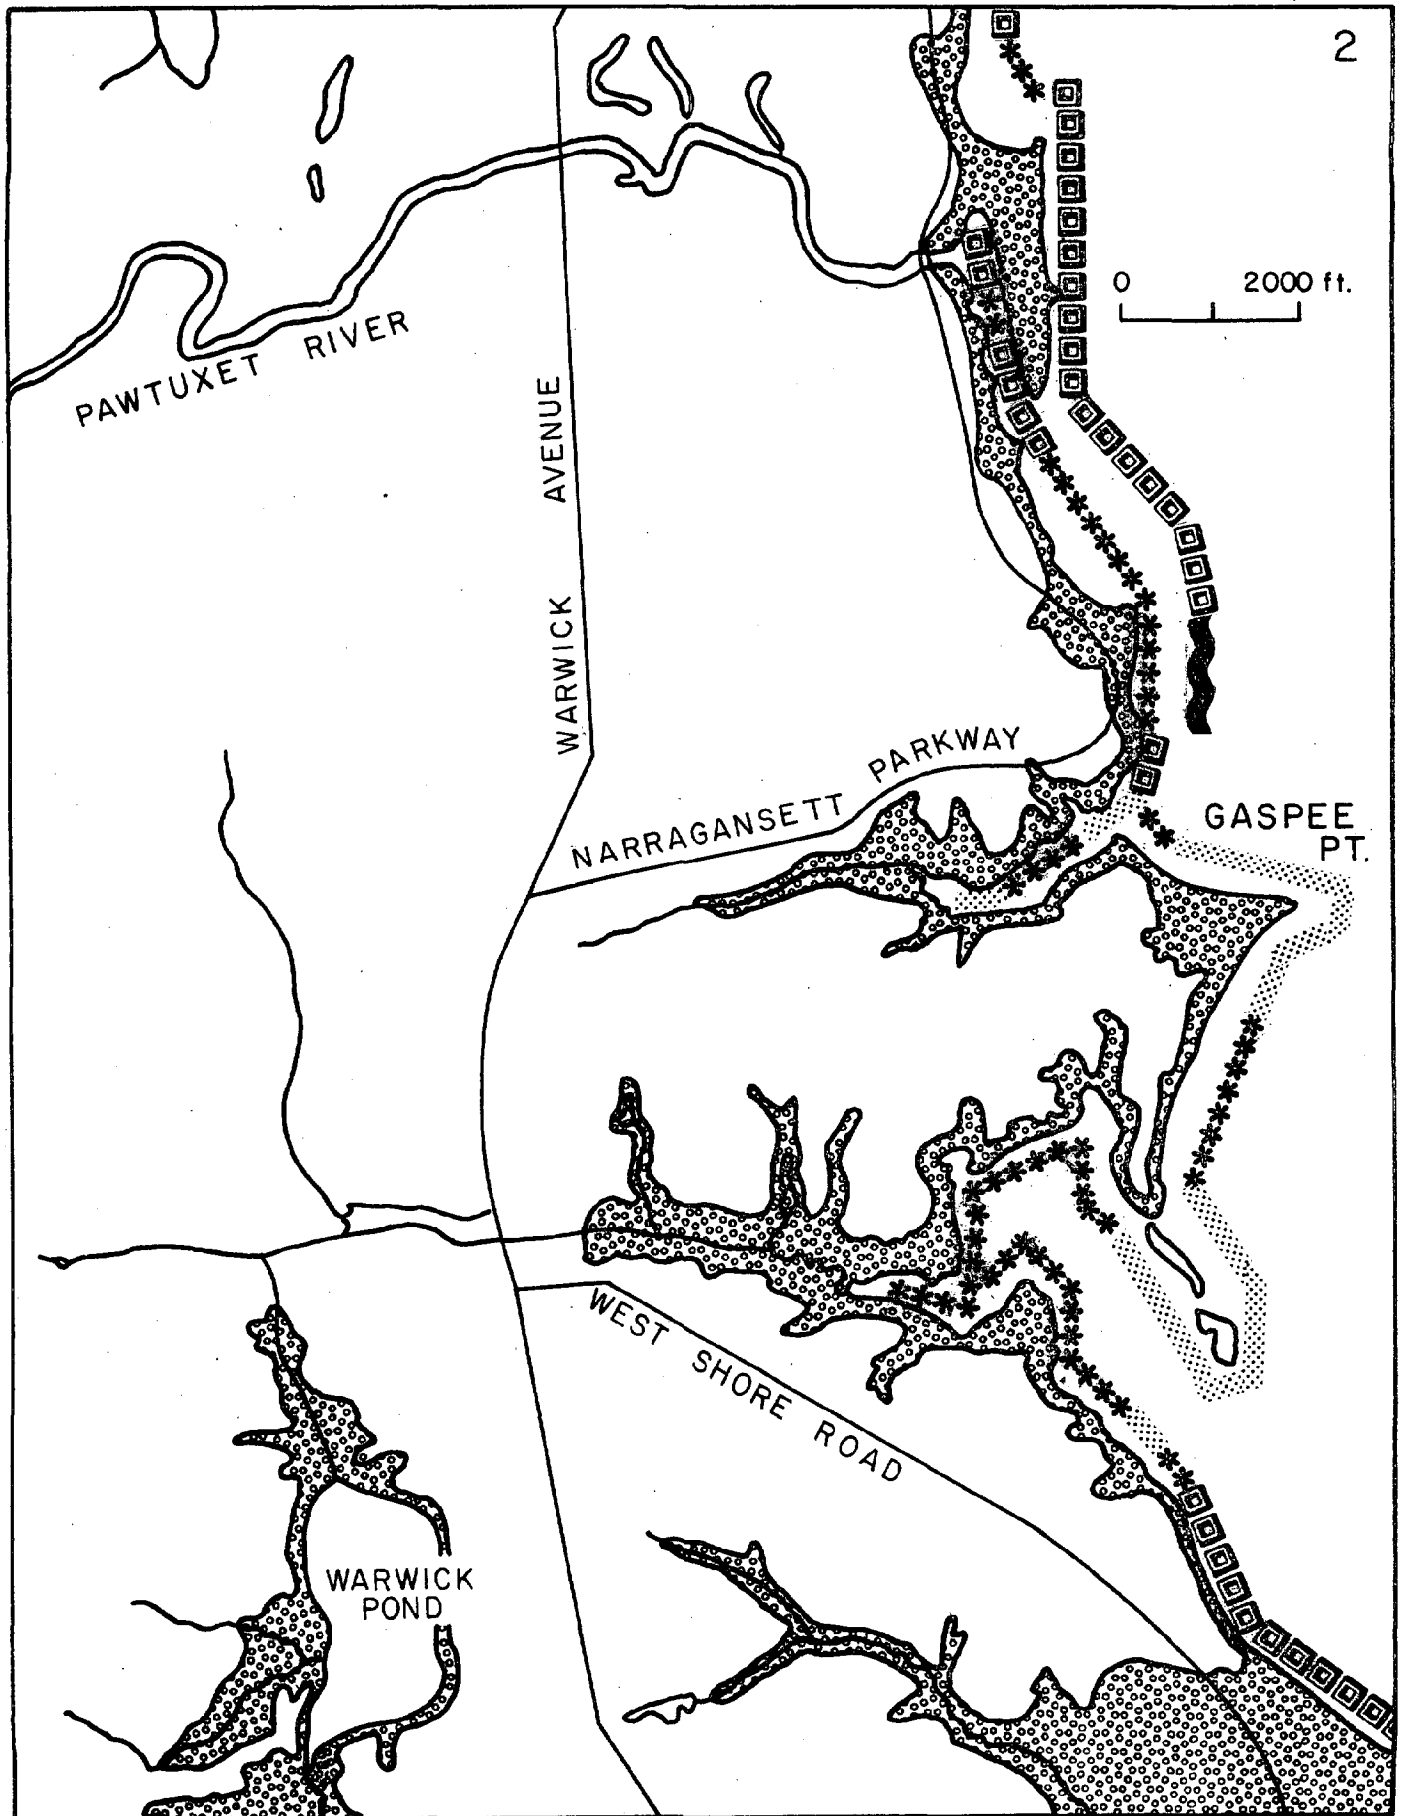 2
0 2000 ft.
PAWTUXET RIVER
WARWICK AVENUE
NARRAGANSETT PARKWAY
GASPEE
PT.
WEST SHORE ROAD
WARWICK
POND